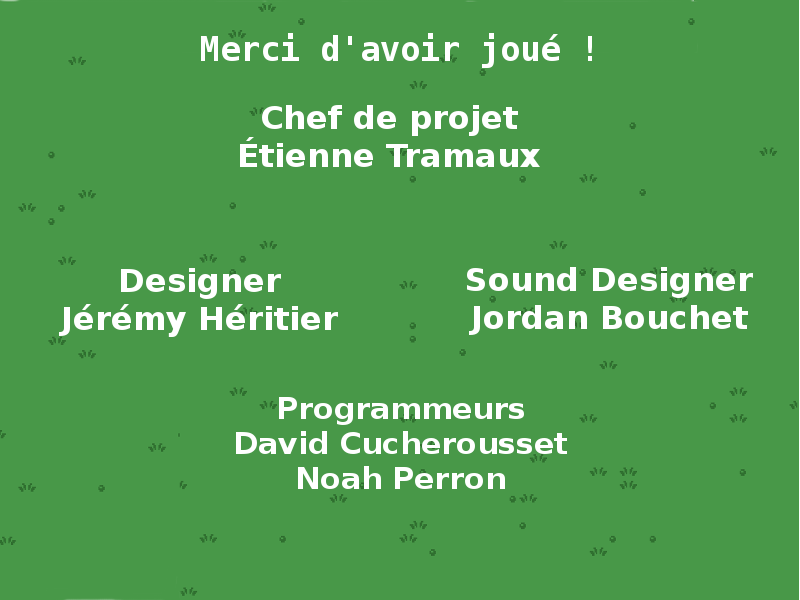 Merci d'avoir joué !
Chef de projet
Étienne Tramaux
Designer
Jérémy Héritier
Sound Designer
Jordan Bouchet
Programmeurs
David Cucherousset
Noah Perron